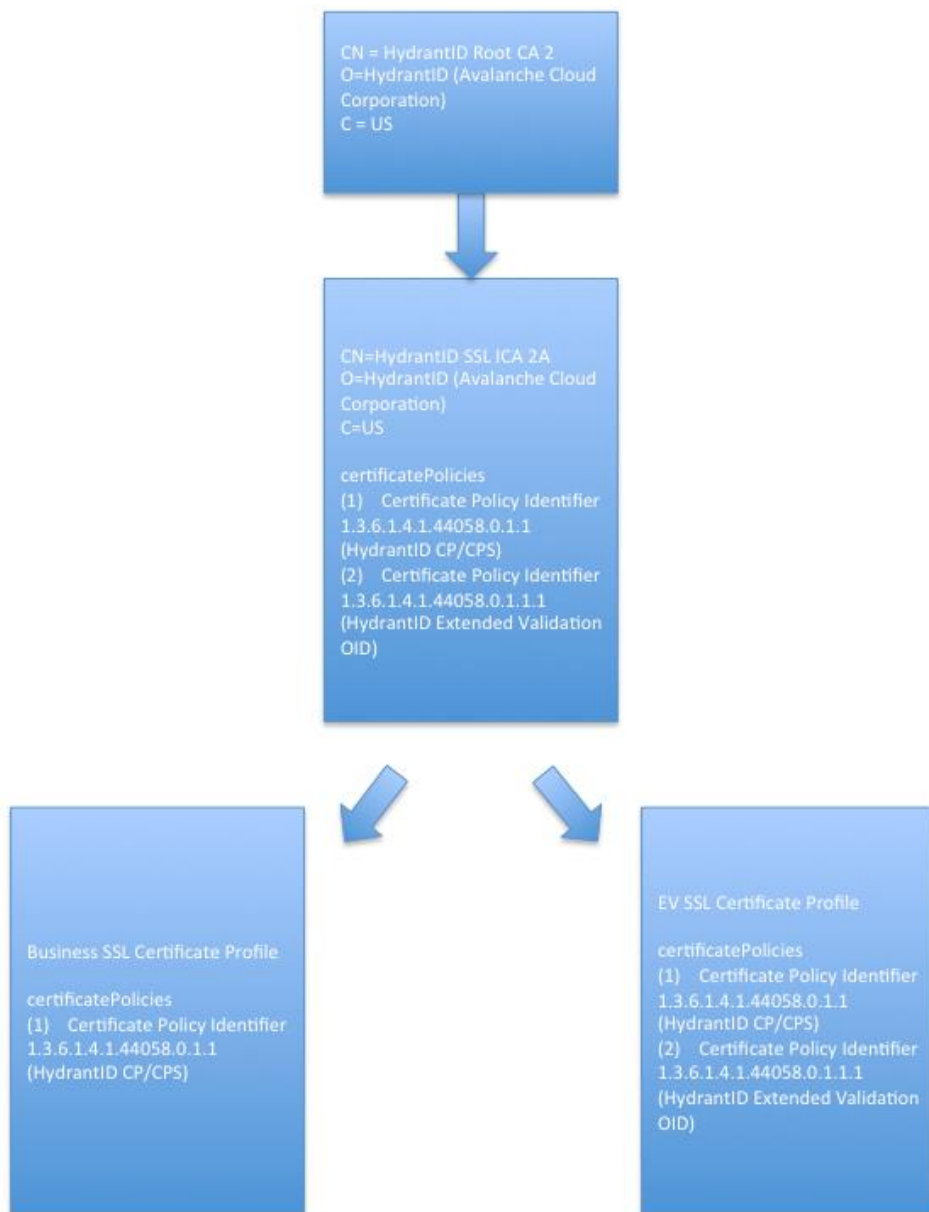 CN = HydrantID Root CA 2
O=HydrantID (Avalanche Cloud
Corporation)
C = US
CN=HydrantID SSL ICA 2A
O=HydrantID (Avalanche Cloud
Corporation)
C=US
certificatePolicies
(1) Certificate Policy Identifier
1.3.6.1.4.1.44058.0.1.1
(HydrantID CP/CPS)
(2) Certificate Policy Identifier
1.3.6.1.4.1.44058.0.1.1.1
(HydrantID Extended Validation
OID)
Business SSL Certificate Profile
certificatePolicies
(1) Certificate Policy Identifier
1.3.6.1.4.1.44058.0.1.1
(HydrantID CP/CPS)
EV SSL Certificate Profile
certificatePolicies
(1) Certificate Policy Identifier
1.3.6.1.4.1.44058.0.1.1
(HydrantID CP/CPS)
(2) Certificate Policy Identifier
1.3.6.1.4.1.44058.0.1.1.1
(HydrantID Extended Validation
OID)